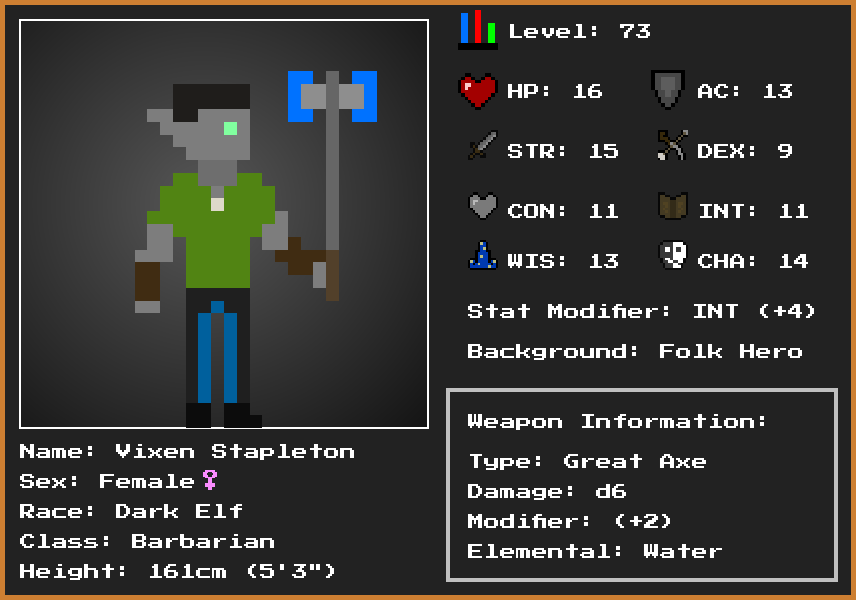 Level: 73
HP: 16
AC: 13
STR: 15
DEX: 9
CON: 11
INT: 11
WIS: 13
CHA: 14
Stat Modifier: INT (+4)
Background: Folk Hero
Name: Vixen Stapleton
Sex: Female♀
Race: Dark Elf
Class: Barbarian
Height: 161cm (5'3")
Weapon Information:
Type: Great Axe
Damage: d6
Modifier: (+2)
Elemental: Water